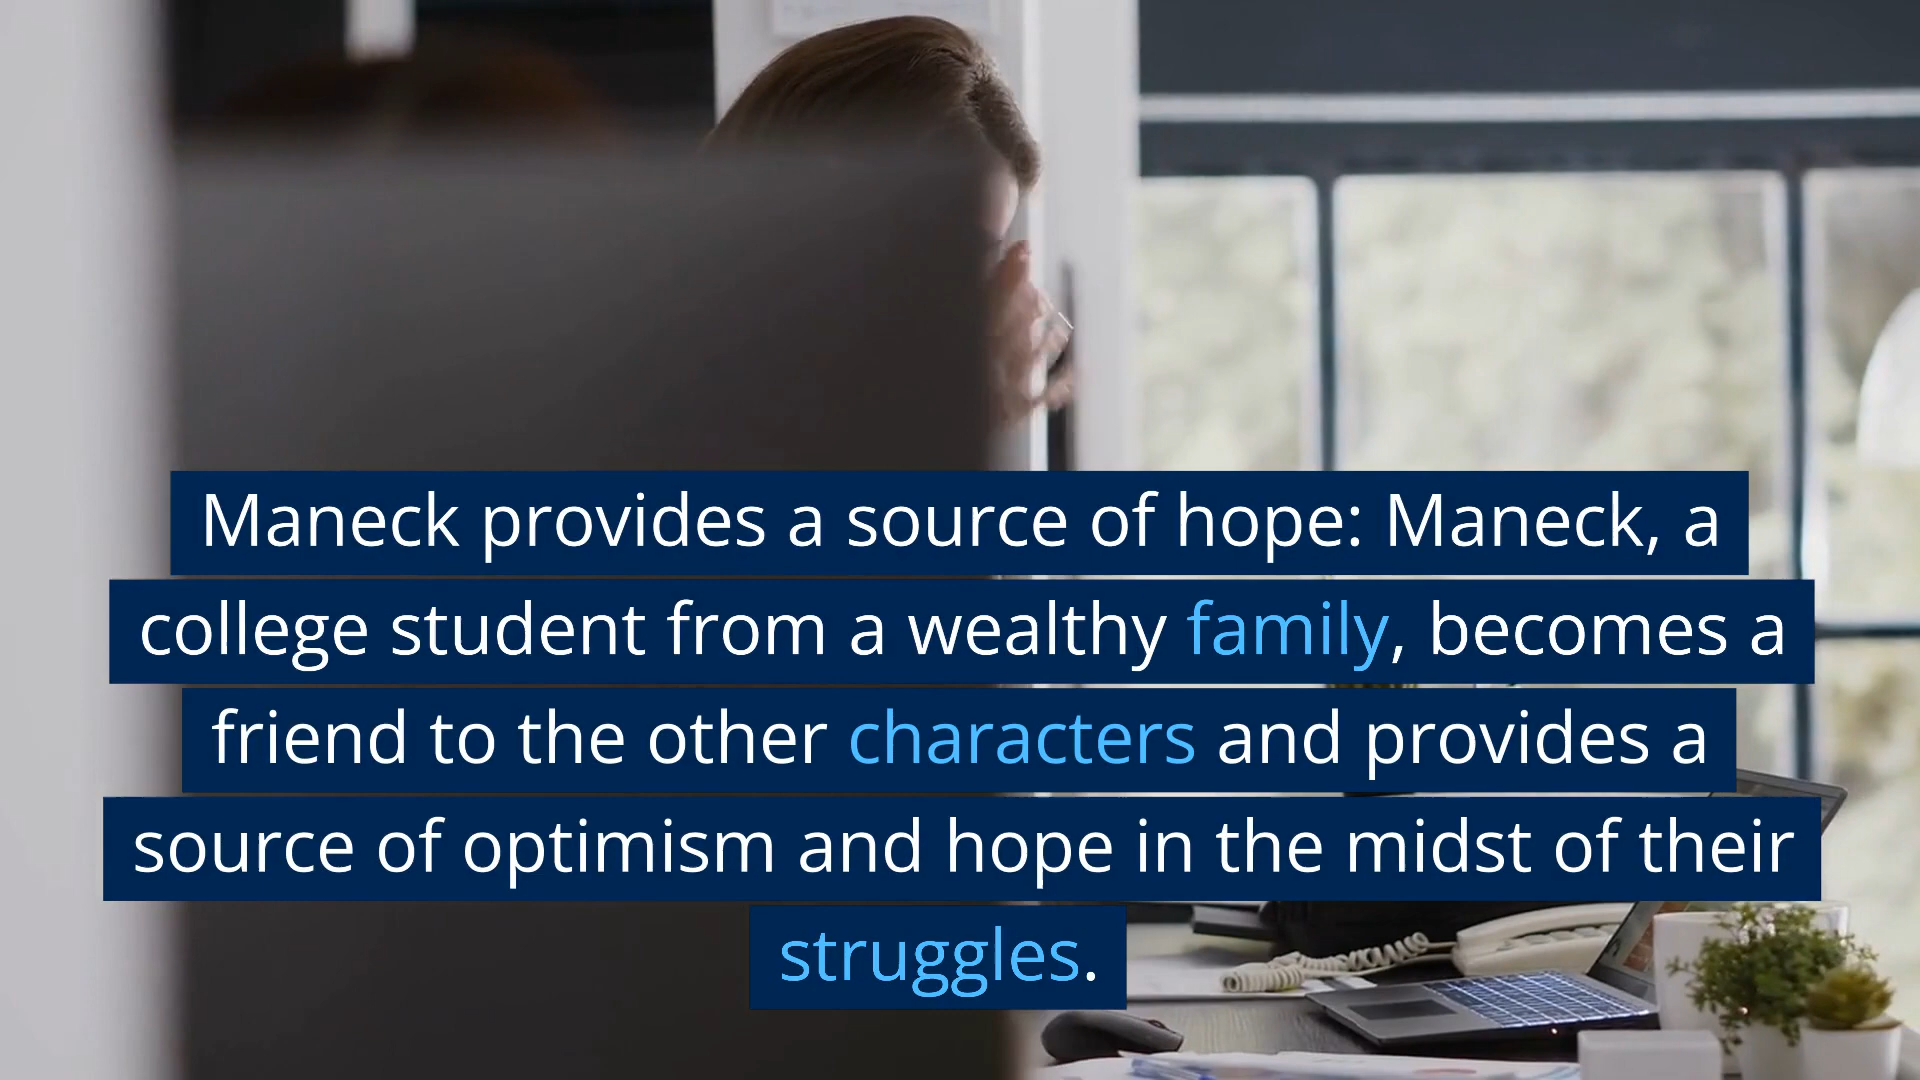 Maneck provides a source of hope: Maneck, a
college student from a wealthy family, becomes a
friend to the other characters and provides a
source of optimism and hope in the midst of their
struggles.